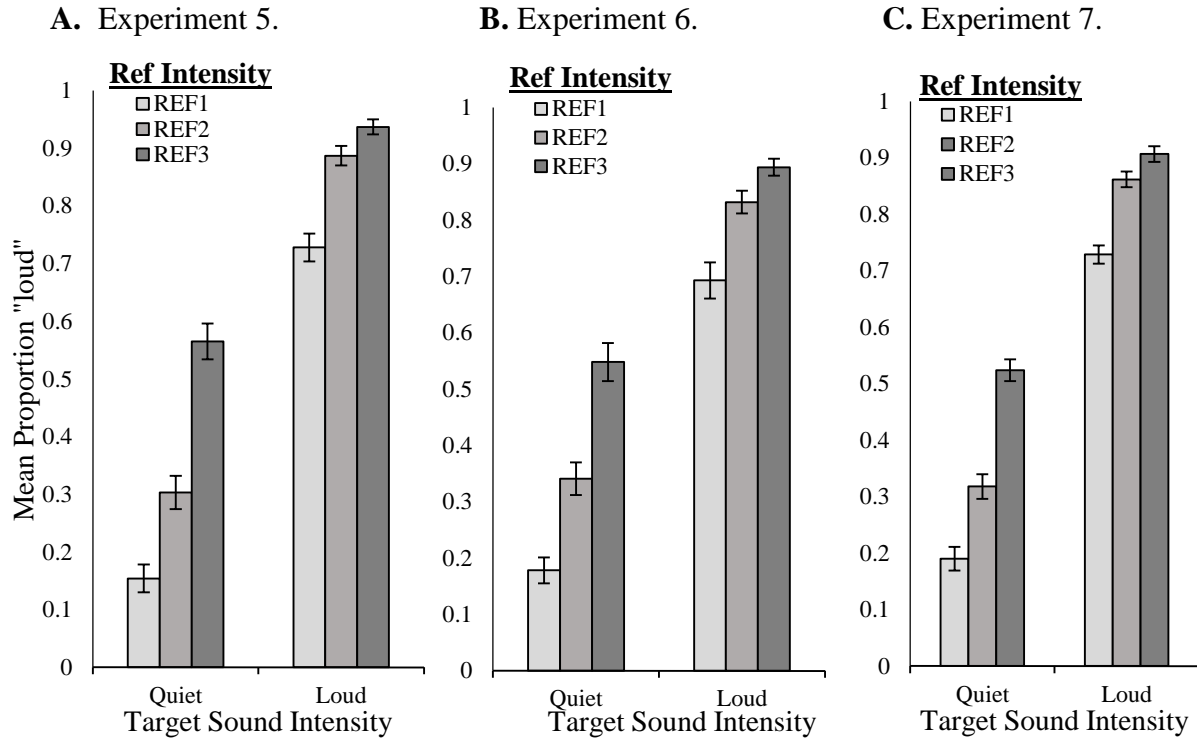 A. Experiment 5.
Ref Intensity
REF1
REF2
REF3
Mean Proportion "loud"
1
0.9
0.8
0.7
0.6
0.5
0.4
0.3
0.2
0.1
0
Quiet
Loud
Target Sound Intensity
B. Experiment 6.
Ref Intensity
REF1
REF2
REF3
1
0.9
0.8
0.7
0.6
0.5
0.4
0.3
0.2
0.1
0
Quiet
Loud
Target Sound Intensity
C. Experiment 7.
Ref Intensity
REF1
REF2
REF3
1
0.9
0.8
0.7
0.6
0.5
0.4
0.3
0.2
0.1
0
Quiet
Loud
Target Sound Intensity